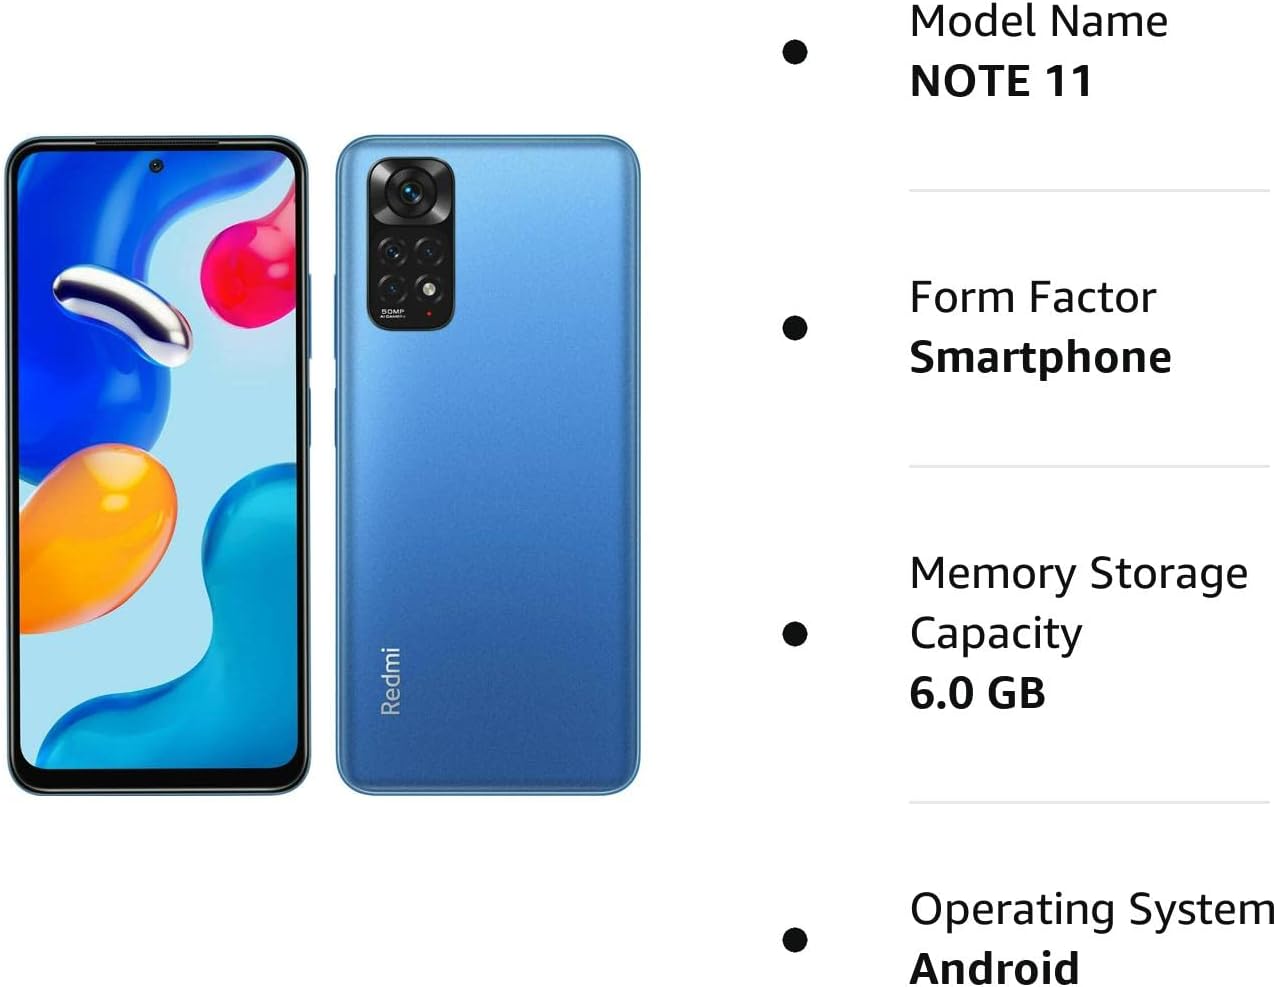 Model Name
NOTE 11
Form Factor
Smartphone
Memory Storage
Capacity
6.0 GB
Operating System
Android
50MP
AI CAMERA
Redmi